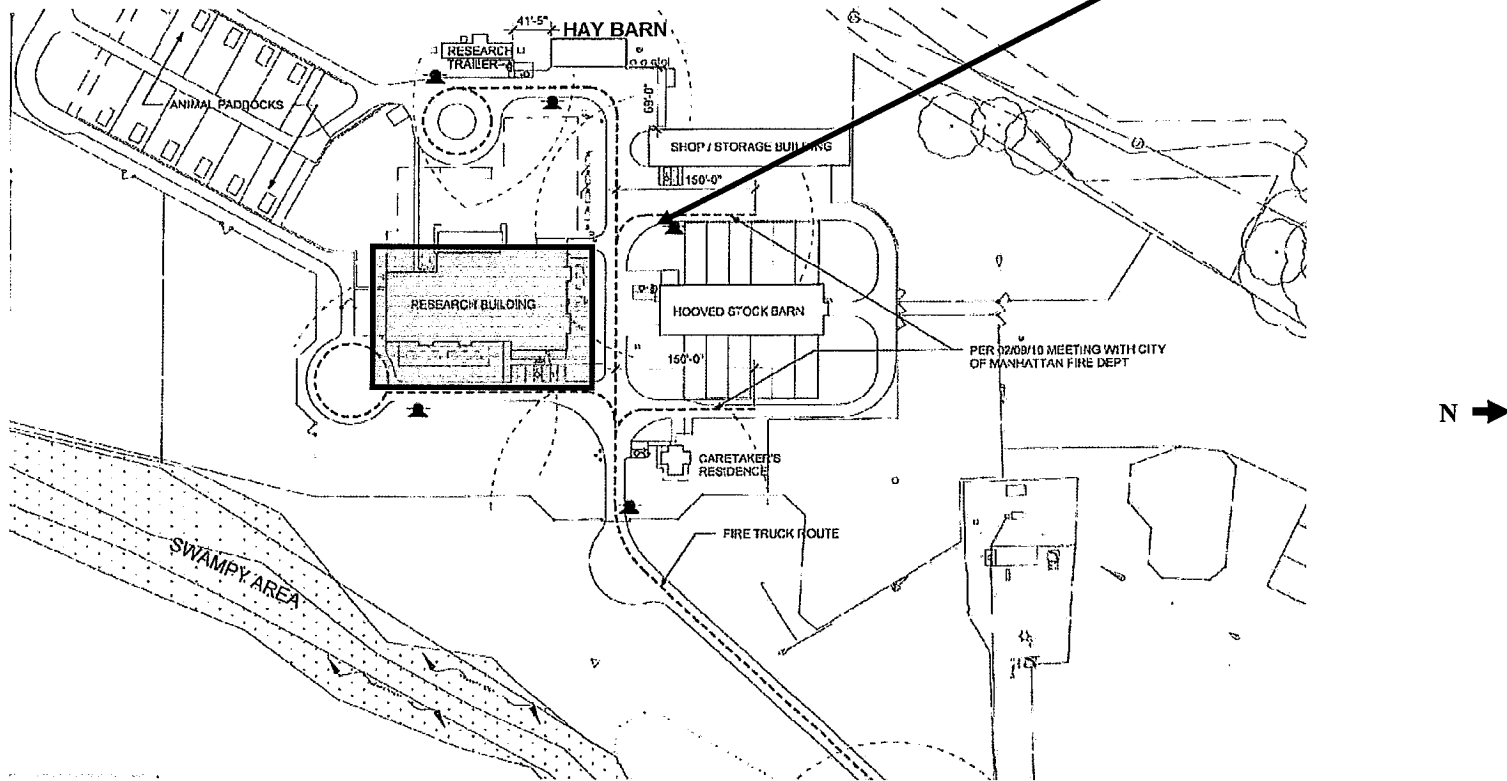 41'-5"
HAY BARN
RESEARCH
TRAILER
ANIMAL PADDOCKS
69'-0"
SHOP / STORAGE BUILDING
150'-0"
RESEARCH BUILDING
HOOVED STOCK BARN
150'-0"
PER 02/09/10 MEETING WITH CITY
OF MANHATTAN FIRE DEPT
N
CARETAKER'S
RESIDENCE
FIRE TRUCK ROUTE
SWAMPY AREA